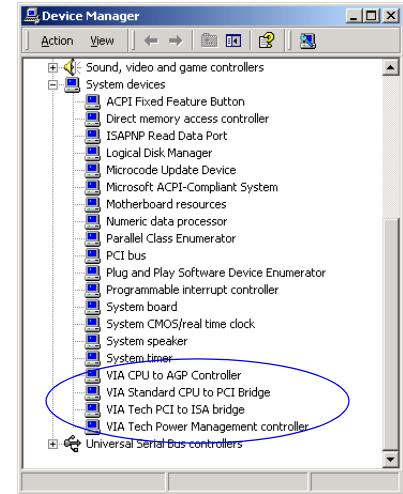 Device Manager
Action View
Sound, video and game controllers
System devices
ACPI Fixed Feature Button
Direct memory access controller
ISAPNP Read Data Port
Logical Disk Manager
Microcode Update Device
Microsoft ACPI-Compliant System
Motherboard resources
Numeric data processor
Parallel Class Enumerator
PCI bus
Plug and Play Software Device Enumerator
Programmable interrupt controller
System board
System CMOS/real time clock
System speaker
System timer
VIA CPU to AGP Controller
VIA Standard CPU to PCI Bridge
VIA Tech PCI to ISA bridge
VIA Tech Power Management controller
Universal Serial Bus controllers